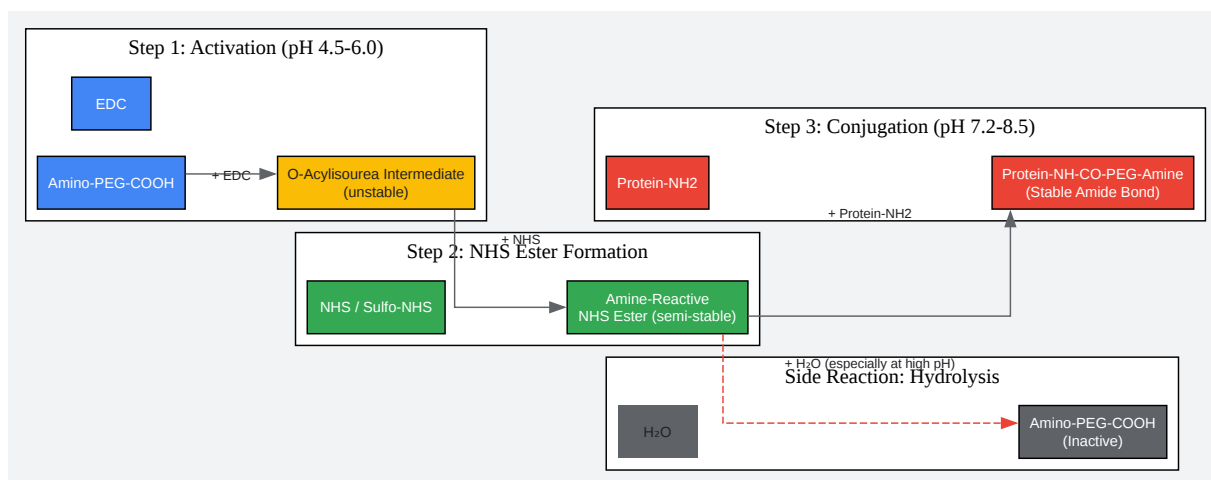 Step 1: Activation (pH 4.5-6.0)
EDC
Amino-PEG-COOH
+ EDC
O-Acylisourea Intermediate
(unstable)
Step 3: Conjugation (pH 7.2-8.5)
Protein-NH2
Protein-NH-CO-PEG-Amine
(Stable Amide Bond)
+ Protein-NH2
+ NHS
Step 2: NHS Ester Formation
NHS / Sulfo-NHS
Amine-Reactive
NHS Ester (semi-stable)
+ H₂O (especially at high pH)
Side Reaction: Hydrolysis
H₂O
Amino-PEG-COOH
(Inactive)